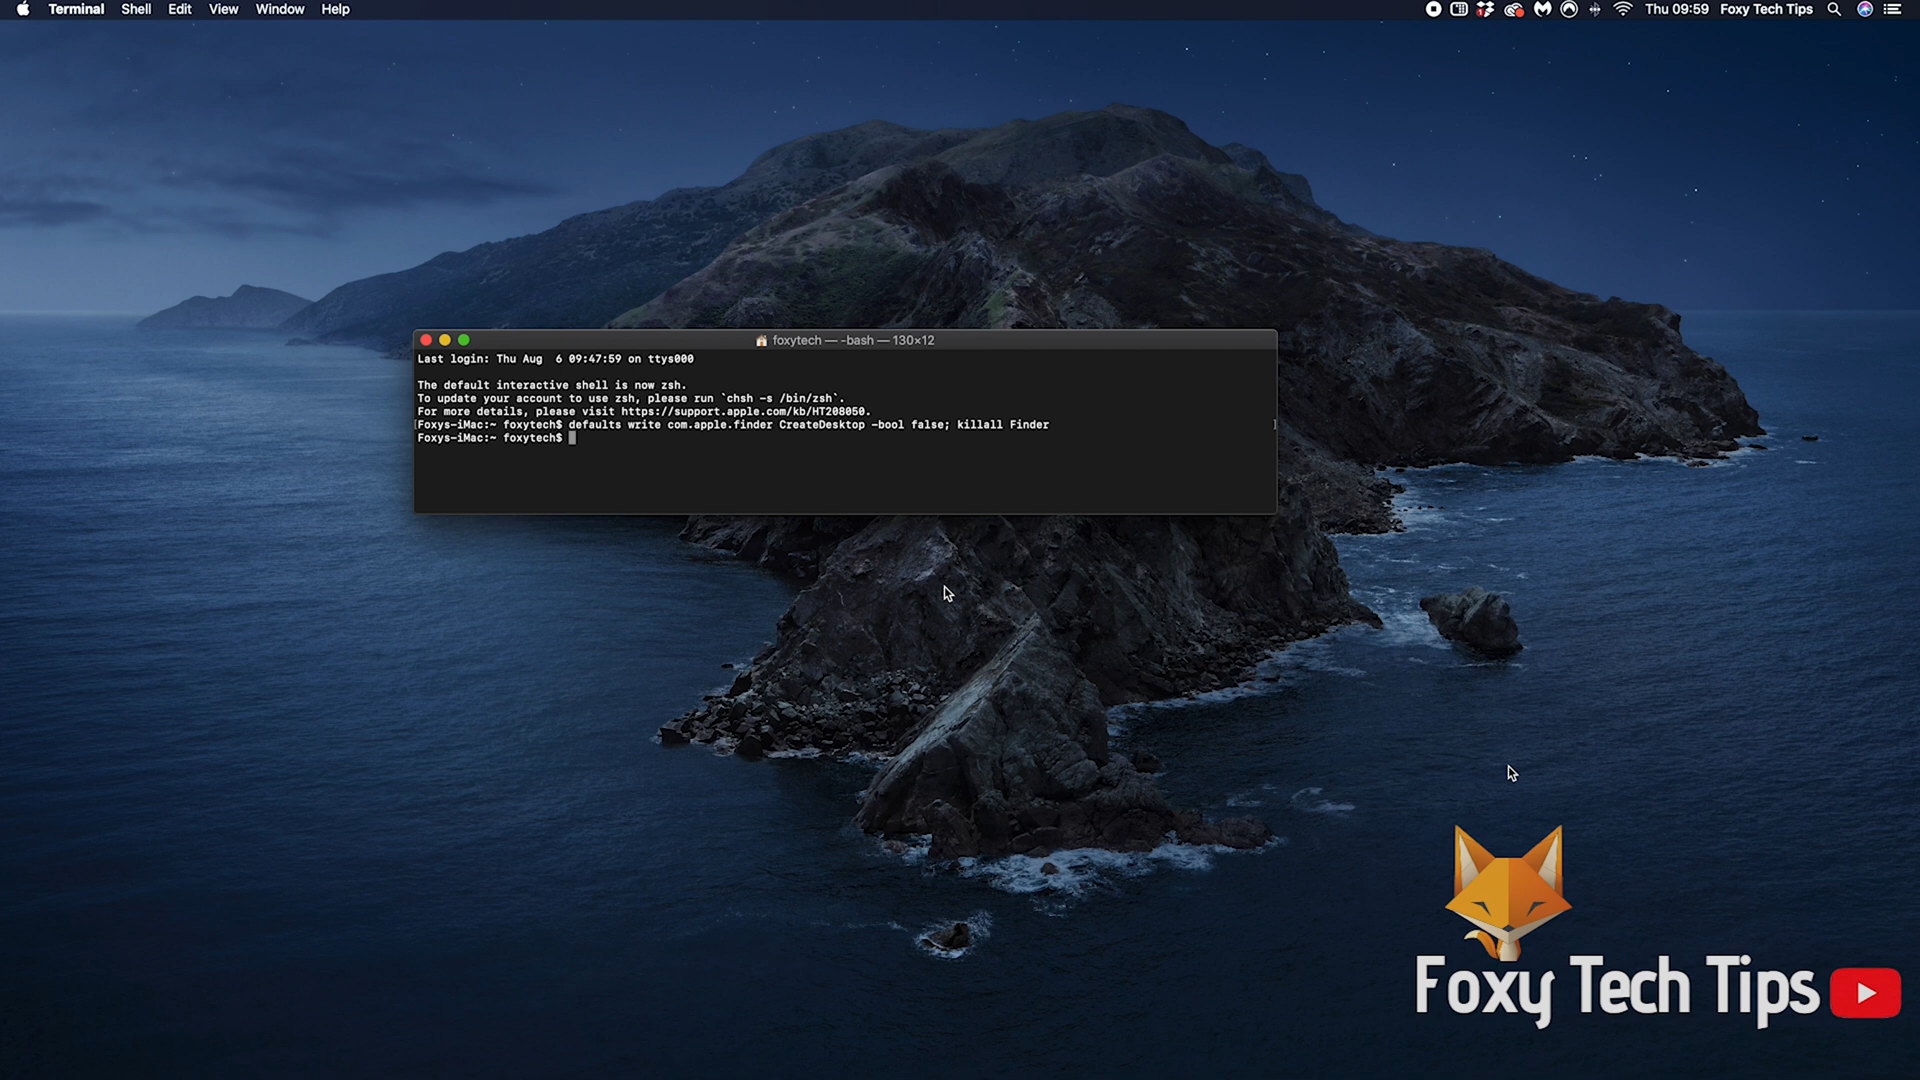 Terminal Shell Edit View Window Help
Thu 09:59 Foxy Tech Tips
foxytech — -bash — 130×12
Last login: Thu Aug  6 09:47:59 on ttys000
The default interactive shell is now zsh.
To update your account to use zsh, please run `chsh -s /bin/zsh`.
For more details, please visit https://support.apple.com/kb/HT208050.
[Foxys-iMac:~ foxytech$ defaults write com.apple.finder CreateDesktop -bool false; killall Finder ]
Foxys-iMac:~ foxytech$
Foxy Tech Tips